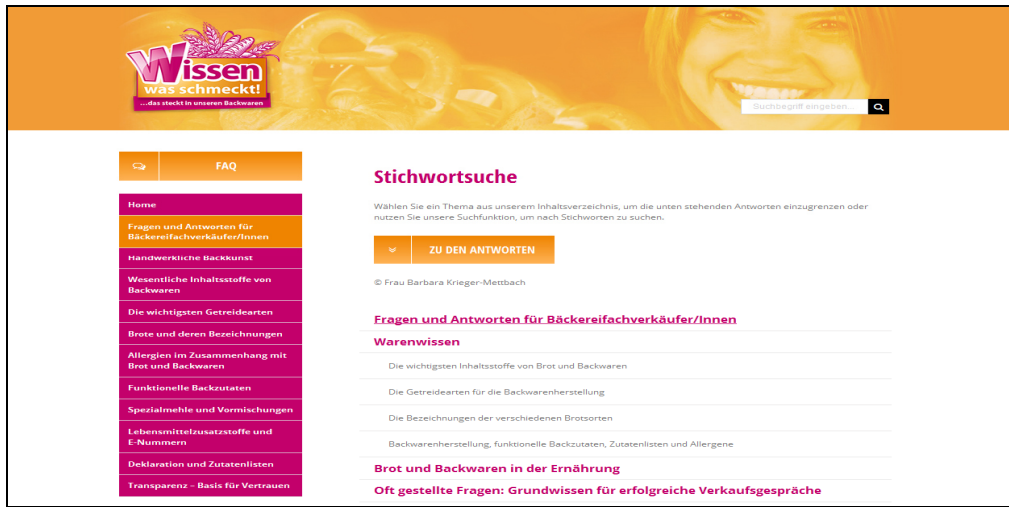 Wissen
was schmeckt!
...das steckt in unseren Backwaren
Suchbegriff eingeben...
FAQ
Home
Fragen und Antworten für
Bäckereifachverkäufer/Innen
Handwerkliche Backkunst
Wesentliche Inhaltsstoffe von
Backwaren
Die wichtigsten Getreidearten
Brote und deren Bezeichnungen
Allergien im Zusammenhang mit
Brot und Backwaren
Funktionelle Backzutaten
Spezialmehle und Vormischungen
Lebensmittelzusatzstoffe und
E-Nummern
Deklaration und Zutatenlisten
Transparenz – Basis für Vertrauen
Stichwortsuche
Wählen Sie ein Thema aus unserem Inhaltsverzeichnis, um die unten stehenden Antworten einzugrenzen oder
nutzen Sie unsere Suchfunktion, um nach Stichworten zu suchen.
ZU DEN ANTWORTEN
© Frau Barbara Krieger-Mettbach
Fragen und Antworten für Bäckereifachverkäufer/Innen
Warenwissen
Die wichtigsten Inhaltsstoffe von Brot und Backwaren
Die Getreidearten für die Backwarenherstellung
Die Bezeichnungen der verschiedenen Brotsorten
Backwarenherstellung, funktionelle Backzutaten, Zutatenlisten und Allergene
Brot und Backwaren in der Ernährung
Oft gestellte Fragen: Grundwissen für erfolgreiche Verkaufsgespräche